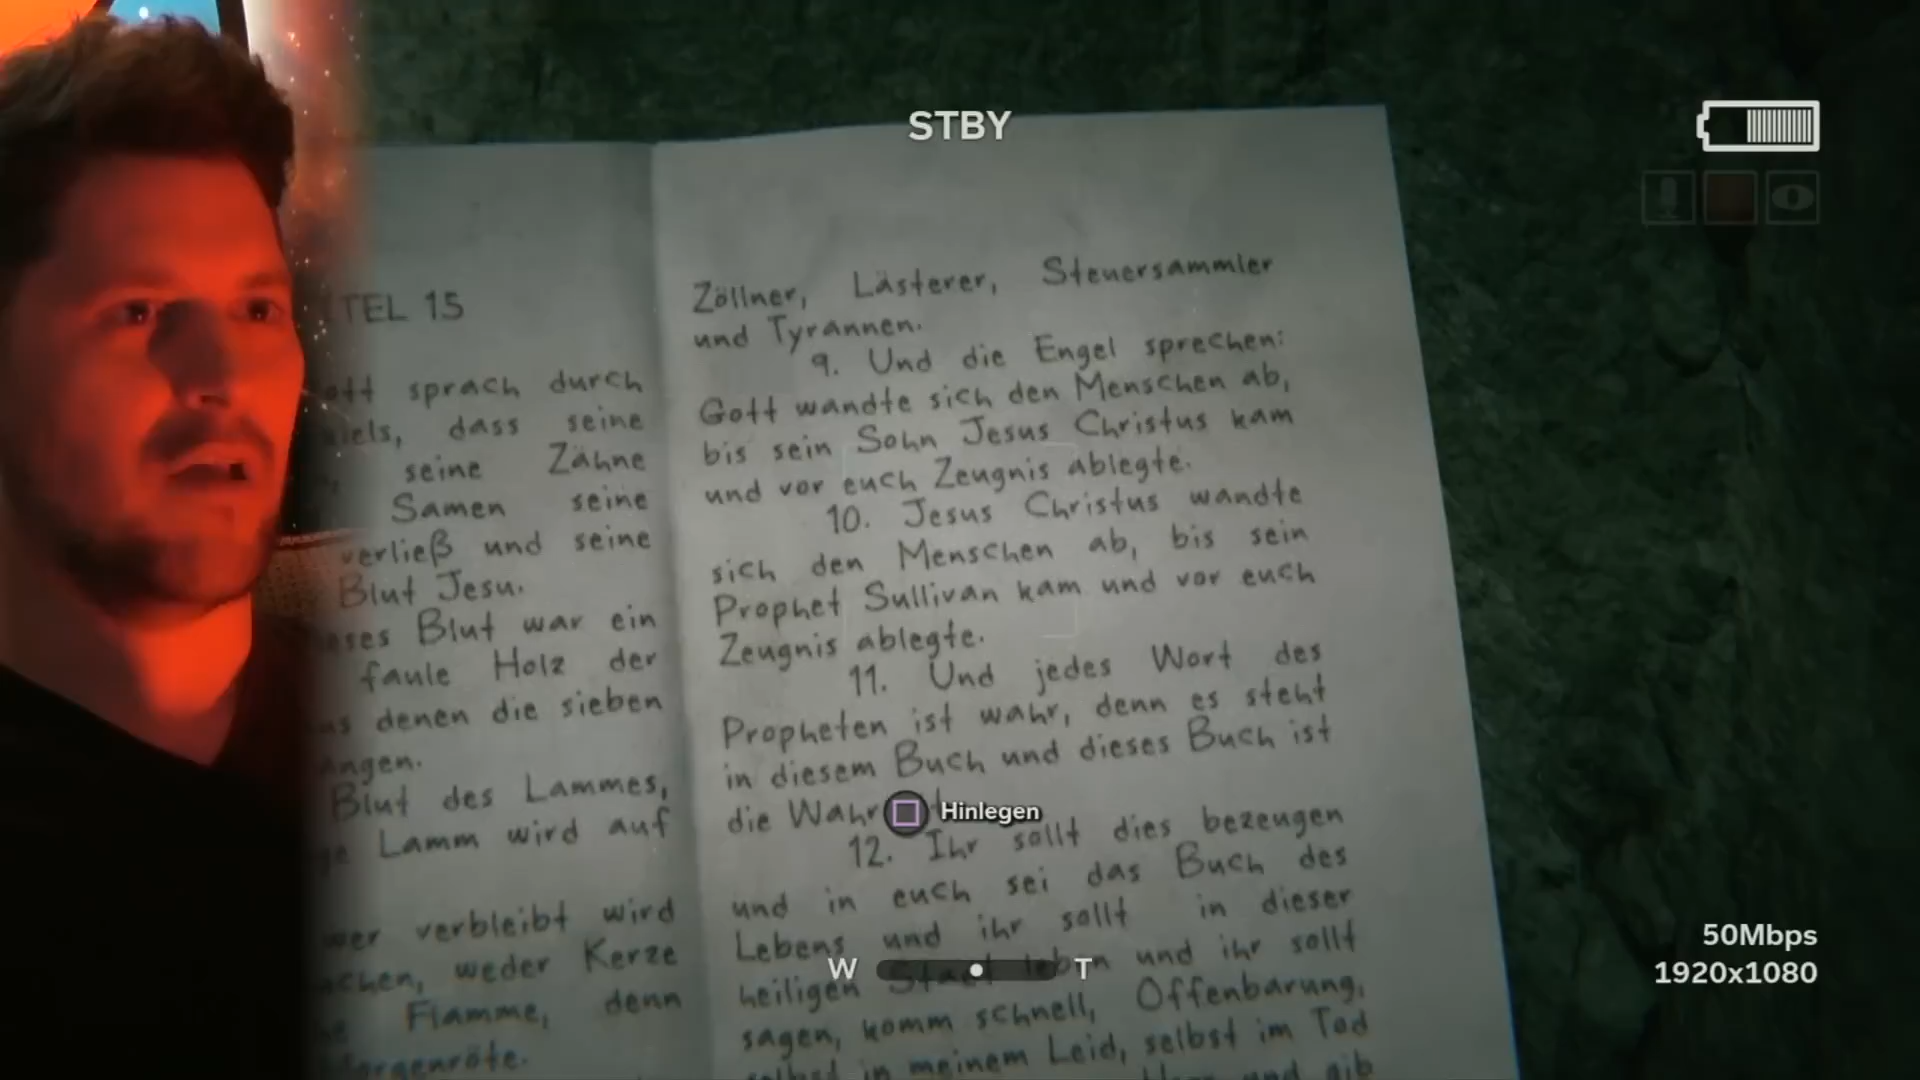 STBY
TEL 15
sprach durch
dass seine
seine Zähne
Samen seine
verließ und seine
Blut Jesu.
Blut war ein
faule Holz der
denen die sieben
Blut des Lammes,
Lamm wird auf
verbleibt wird
weder Kerze
Flamme, denn
Morgenröte.
Zöllner, Lästerer, Steuersammler
und Tyrannen.
9. Und die Engel sprechen:
Gott wandte sich den Menschen ab,
bis sein Sohn Jesus Christus kam
und vor euch Zeugnis ablegte.
10. Jesus Christus wandte
sich den Menschen ab, bis sein
Prophet Sullivan kam und vor euch
Zeugnis ablegte.
11. Und jedes Wort des
Propheten ist wahr, denn es steht
in diesem Buch und dieses Buch ist
die
Hinlegen
12. Ihr sollt dies bezeugen
und in euch sei das Buch des
Lebens und ihr sollt in dieser
heiligen Stadt leben und ihr sollt
sagen, komm schnell, Offenbarung,
selbst in meinem Leid, selbst im Tod
und gib
W T
50Mbps
1920x1080